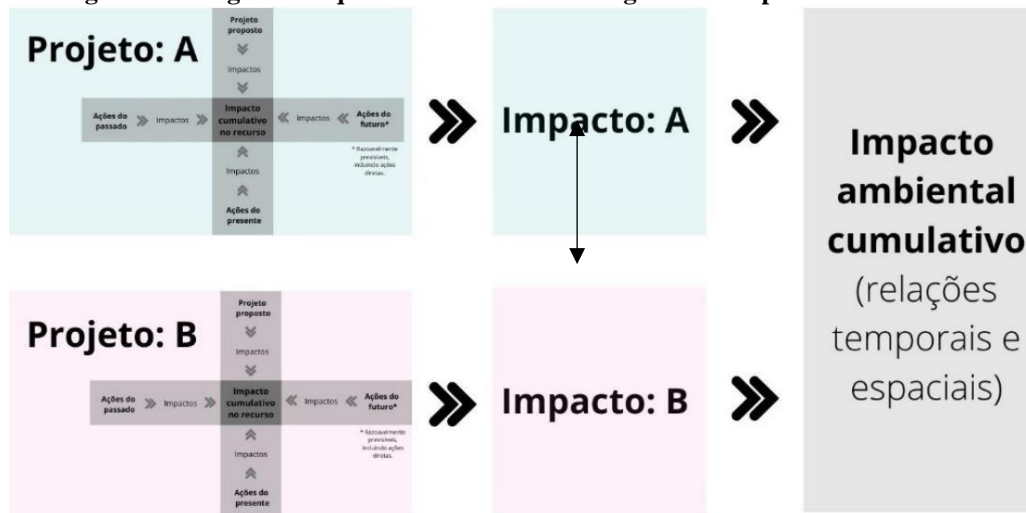 Projeto: A
Projeto
proposto
Impactos
Ações do
passado
Impactos
Impacto
cumulativo
no recurso
Impactos
Ações do
futuro*
* Razoavelmente
previsíveis,
incluindo ações
diretas.
Impactos
Ações do
presente
Impacto: A
Projeto: B
Projeto
proposto
Impactos
Ações do
passado
Impactos
Impacto
cumulativo
no recurso
Impactos
Ações do
futuro*
* Razoavelmente
previsíveis,
incluindo ações
diretas.
Impactos
Ações do
presente
Impacto: B
Impacto
ambiental
cumulativo
(relações
temporais e
espaciais)